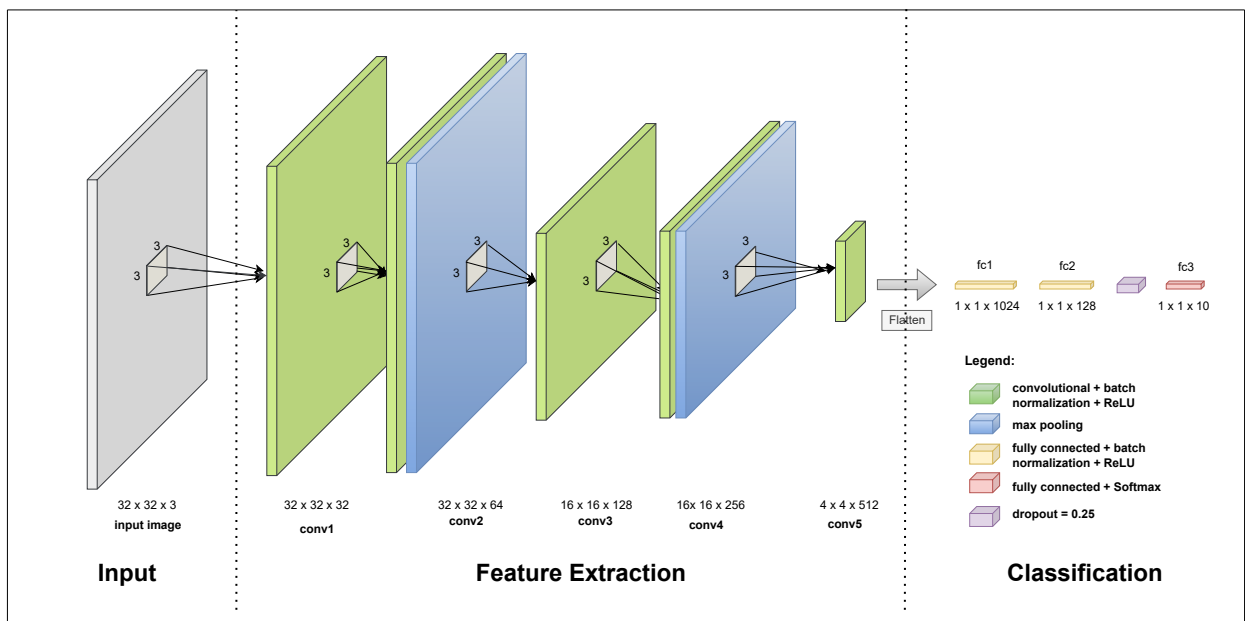 3
3
3
3
3
3
3
3
3
3
32 x 32 x 3
input image
32 x 32 x 32
conv1
32 x 32 x 64
conv2
16 x 16 x 128
conv3
16x 16 x 256
conv4
4 x 4 x 512
conv5
Flatten
fc1
1 x 1 x 1024
fc2
1 x 1 x 128
fc3
1 x 1 x 10
Legend:
convolutional + batch
normalization + ReLU
max pooling
fully connected + batch
normalization + ReLU
fully connected + Softmax
dropout = 0.25
Input
Feature Extraction
Classification